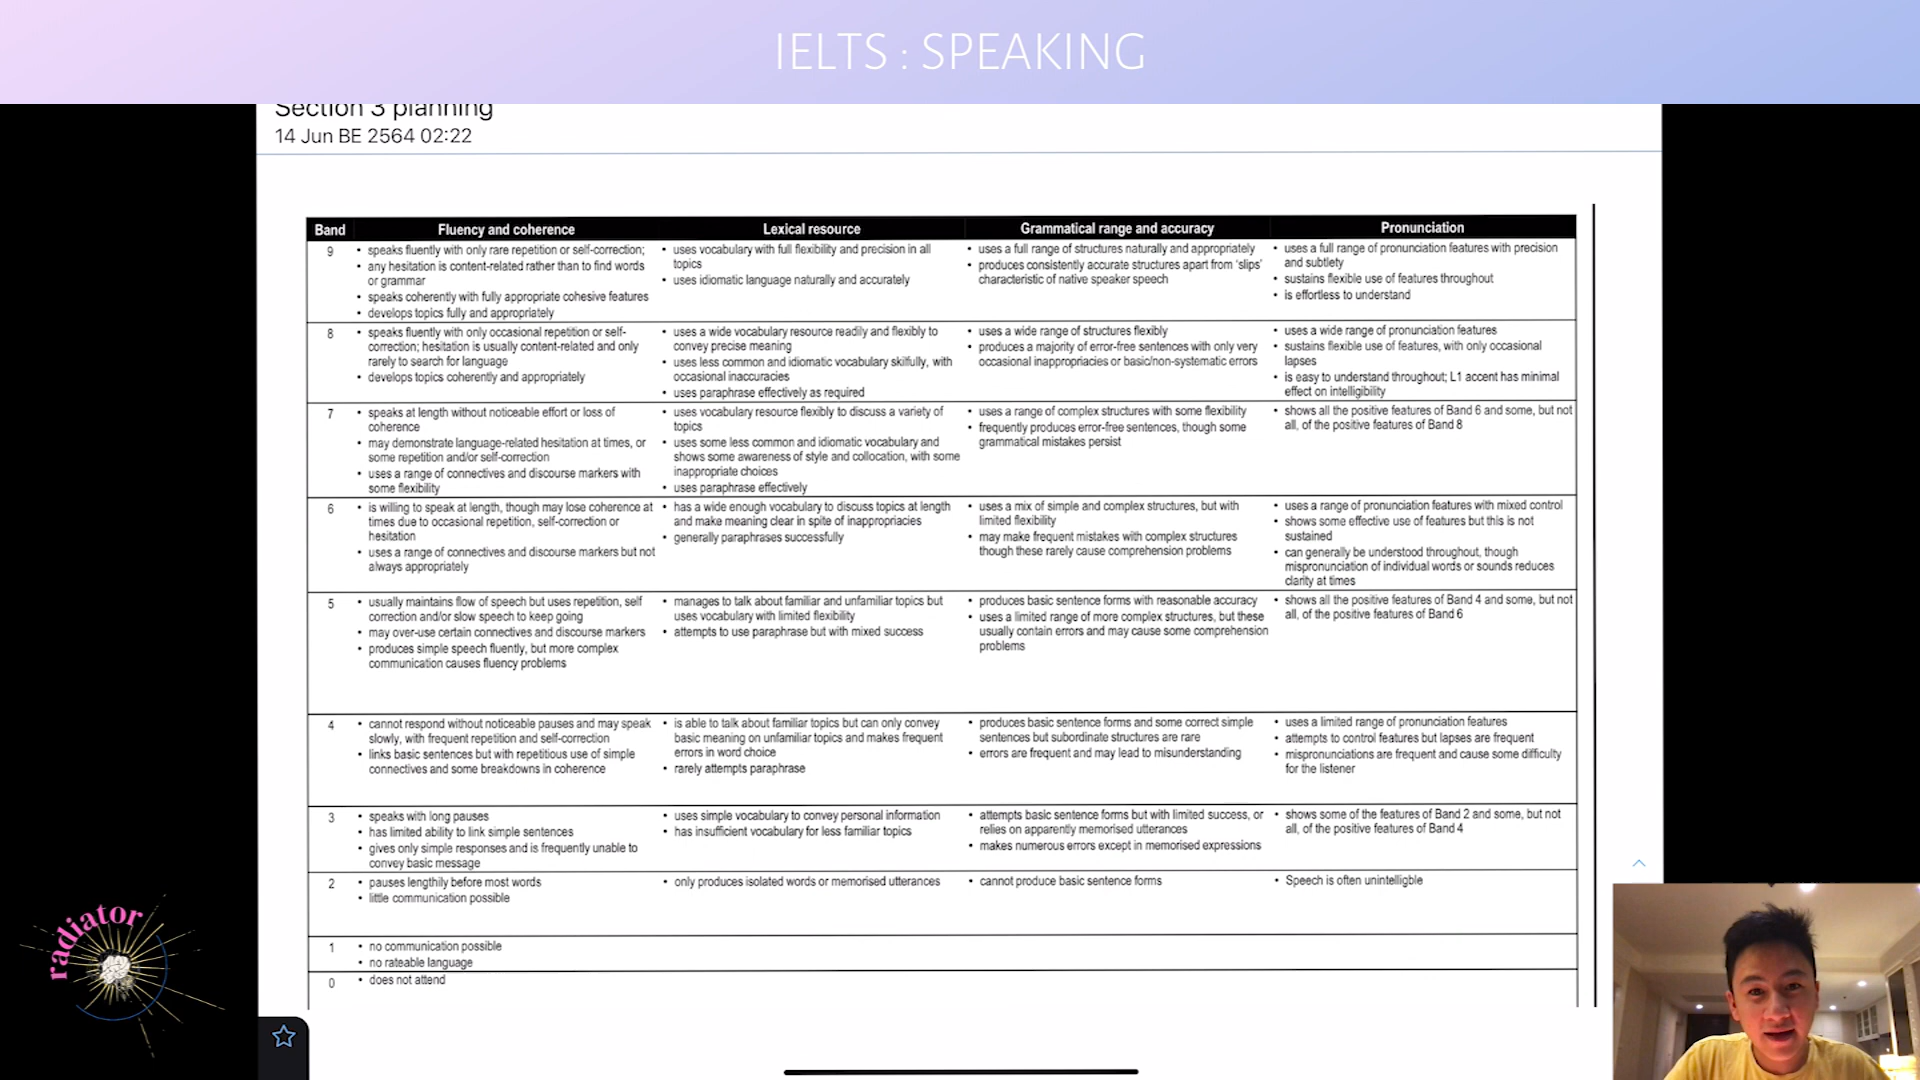 IELTS : SPEAKING
Section 3 planning
14 Jun BE 2564 02:22
Band
Fluency and coherence
Lexical resource
Grammatical range and accuracy
Pronunciation
9
• speaks fluently with only rare repetition or self-correction;
• any hesitation is content-related rather than to find words
or grammar
• speaks coherently with fully appropriate cohesive features
• develops topics fully and appropriately
• uses vocabulary with full flexibility and precision in all
topics
• uses idiomatic language naturally and accurately
• uses a full range of structures naturally and appropriately
• produces consistently accurate structures apart from ‘slips’
characteristic of native speaker speech
• uses a full range of pronunciation features with precision
and subtlety
• sustains flexible use of features throughout
• is effortless to understand
8
• speaks fluently with only occasional repetition or self-
correction; hesitation is usually content-related and only
rarely to search for language
• develops topics coherently and appropriately
• uses a wide vocabulary resource readily and flexibly to
convey precise meaning
• uses less common and idiomatic vocabulary skilfully, with
occasional inaccuracies
• uses paraphrase effectively as required
• uses a wide range of structures flexibly
• produces a majority of error-free sentences with only very
occasional inappropriacies or basic/non-systematic errors
• uses a wide range of pronunciation features
• sustains flexible use of features, with only occasional
lapses
• is easy to understand throughout; L1 accent has minimal
effect on intelligibility
7
• speaks at length without noticeable effort or loss of
coherence
• may demonstrate language-related hesitation at times, or
some repetition and/or self-correction
• uses a range of connectives and discourse markers with
some flexibility
• uses vocabulary resource flexibly to discuss a variety of
topics
• uses some less common and idiomatic vocabulary and
shows some awareness of style and collocation, with some
inappropriate choices
• uses paraphrase effectively
• uses a range of complex structures with some flexibility
• frequently produces error-free sentences, though some
grammatical mistakes persist
• shows all the positive features of Band 6 and some, but not
all, of the positive features of Band 8
6
• is willing to speak at length, though may lose coherence at
times due to occasional repetition, self-correction or
hesitation
• uses a range of connectives and discourse markers but not
always appropriately
• has a wide enough vocabulary to discuss topics at length
and make meaning clear in spite of inappropriacies
• generally paraphrases successfully
• uses a mix of simple and complex structures, but with
limited flexibility
• may make frequent mistakes with complex structures
though these rarely cause comprehension problems
• uses a range of pronunciation features with mixed control
• shows some effective use of features but this is not
sustained
• can generally be understood throughout, though
mispronunciation of individual words or sounds reduces
clarity at times
5
• usually maintains flow of speech but uses repetition, self
correction and/or slow speech to keep going
• may over-use certain connectives and discourse markers
• produces simple speech fluently, but more complex
communication causes fluency problems
• manages to talk about familiar and unfamiliar topics but
uses vocabulary with limited flexibility
• attempts to use paraphrase but with mixed success
• produces basic sentence forms with reasonable accuracy
• uses a limited range of more complex structures, but these
usually contain errors and may cause some comprehension
problems
• shows all the positive features of Band 4 and some, but not
all, of the positive features of Band 6
4
• cannot respond without noticeable pauses and may speak
slowly, with frequent repetition and self-correction
• links basic sentences but with repetitious use of simple
connectives and some breakdowns in coherence
• is able to talk about familiar topics but can only convey
basic meaning on unfamiliar topics and makes frequent
errors in word choice
• rarely attempts paraphrase
• produces basic sentence forms and some correct simple
sentences but subordinate structures are rare
• errors are frequent and may lead to misunderstanding
• uses a limited range of pronunciation features
• attempts to control features but lapses are frequent
• mispronunciations are frequent and cause some difficulty
for the listener
3
• speaks with long pauses
• has limited ability to link simple sentences
• gives only simple responses and is frequently unable to
convey basic message
• uses simple vocabulary to convey personal information
• has insufficient vocabulary for less familiar topics
• attempts basic sentence forms but with limited success, or
relies on apparently memorised utterances
• makes numerous errors except in memorised expressions
• shows some of the features of Band 2 and some, but not
all, of the positive features of Band 4
2
• pauses lengthily before most words
• little communication possible
• only produces isolated words or memorised utterances
• cannot produce basic sentence forms
• Speech is often unintelligble
1
• no communication possible
• no rateable language
0
• does not attend
radiator